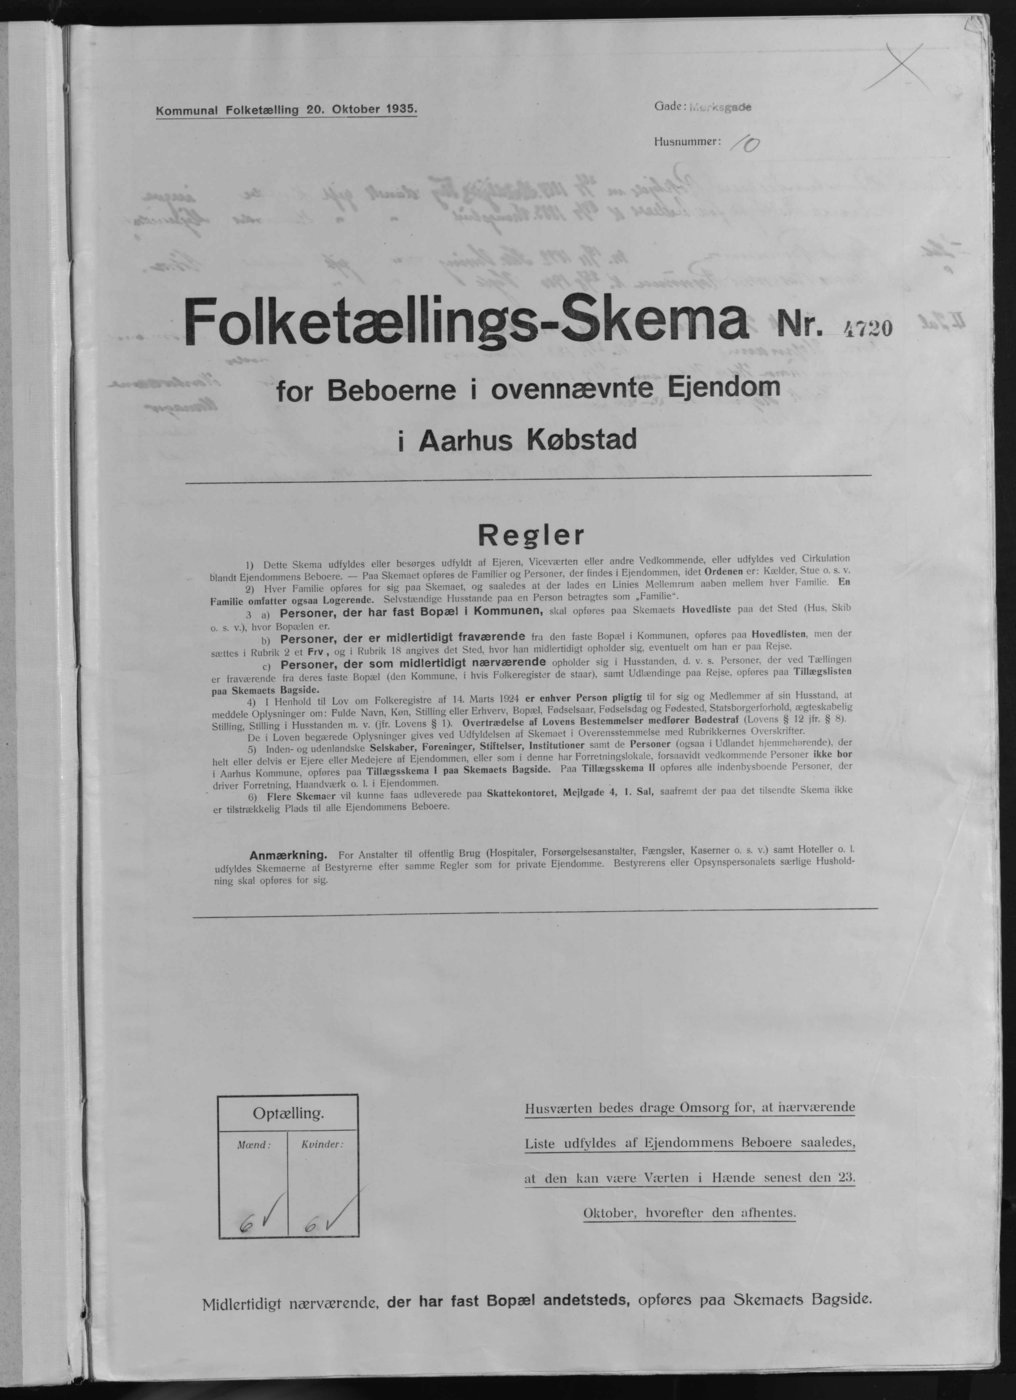 Kommunal Folketælling 20. Oktober 1935.
Gade: Marksgade
Husnummer: 10
Folketællings-Skema Nr. 4720
for Beboerne i ovennævnte Ejendom
i Aarhus Købstad
Regler
1) Dette Skema udfyldes eller besørges udfyldt af Ejeren, Viceværten eller andre Vedkommende, eller udfyldes ved Cirkulation
blandt Ejendommens Beboere. — Paa Skemaet opføres de Familier og Personer, der findes i Ejendommen, idet Ordenen er: Kælder, Stue o. s. v.
2) Hver Familie opføres for sig paa Skemaet, og saaledes at der lades en Linies Mellemrum aaben mellem hver Familie. En
Familie omfatter ogsaa Logerende. Selvstændige Husstande paa en Person betragtes som „Familie“.
3 a) Personer, der har fast Bopæl i Kommunen, skal opføres paa Skemaets Hovedliste paa det Sted (Hus, Skib
o. s. v.), hvor Bopælen er.
b) Personer, der er midlertidigt fraværende fra den faste Bopæl i Kommunen, opføres paa Hovedlisten, men der
sættes i Rubrik 2 et Frv, og i Rubrik 18 angives det Sted, hvor han midlertidigt opholder sig, eventuelt om han er paa Rejse.
c) Personer, der som midlertidigt nærværende opholder sig i Husstanden, d. v. s. Personer, der ved Tællingen
er fraværende fra deres faste Bopæl (den Kommune, i hvis Folkeregister de staar), samt Udlændinge paa Rejse, opføres paa Tillægslisten
paa Skemaets Bagside.
4) I Henhold til Lov om Folkeregistre af 14. Marts 1924 er enhver Person pligtig til for sig og Medlemmer af sin Husstand, at
meddele Oplysninger om: Fulde Navn, Køn, Stilling eller Erhverv, Bopæl, Fødselsaar, Fødselsdag og Fødested, Statsborgerforhold, ægteskabelig
Stilling, Stilling i Husstanden m. v. (jfr. Lovens § 1). Overtrædelse af Lovens Bestemmelser medfører Bødestraf (Lovens § 12 jfr. § 8).
De i Loven begærede Oplysninger gives ved Udfyldelsen af Skemaet i Overensstemmelse med Rubrikkernes Overskrifter.
5) Inden- og udenlandske Selskaber, Foreninger, Stiftelser, Institutioner samt de Personer (ogsaa i Udlandet hjemmehørende), der
helt eller delvis er Ejere eller Medejere af Ejendommen, eller som i denne har Forretningslokale, forsaavidt vedkommende Personer ikke bor
i Aarhus Kommune, opføres paa Tillægsskema I paa Skemaets Bagside. Paa Tillægsskema II opføres alle indenbysboende Personer, der
driver Forretning, Haandværk o. l. i Ejendommen.
6) Flere Skemaer vil kunne faas udleverede paa Skattekontoret, Mejlgade 4, 1. Sal, saafremt der paa det tilsendte Skema ikke
er tilstrækkelig Plads til alle Ejendommens Beboere.
Anmærkning. For Anstalter til offentlig Brug (Hospitaler, Forsørgelsesanstalter, Fængsler, Kaserner o. s. v.) samt Hoteller o. l.
udfyldes Skemaerne af Bestyrerne efter samme Regler som for private Ejendomme. Bestyrerens eller Opsynspersonalets særlige Hushold-
ning skal opføres for sig.
Optælling.
Mænd: Kvinder:
6 6
Husværten bedes drage Omsorg for, at nærværende
Liste udfyldes af Ejendommens Beboere saaledes,
at den kan være Værten i Hænde senest den 23.
Oktober, hvorefter den afhentes.
Midlertidigt nærværende, der har fast Bopæl andetsteds, opføres paa Skemaets Bagside.